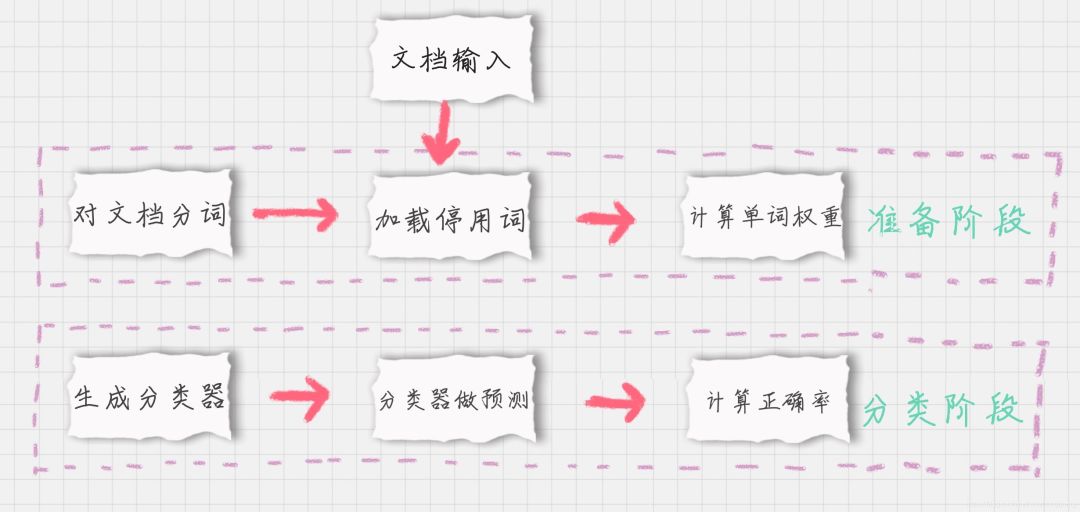 文档输入
对文档分词
加载停用词
计算单词权重
准备阶段
生成分类器
分类器做预测
计算正确率
分类阶段